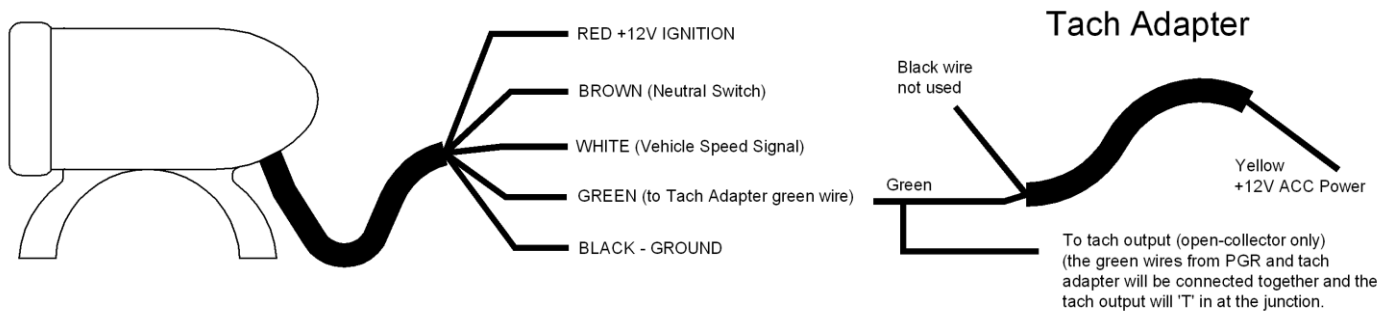 RED +12V IGNITION
BROWN (Neutral Switch)
WHITE (Vehicle Speed Signal)
GREEN (to Tach Adapter green wire)
BLACK - GROUND
Tach Adapter
Black wire
not used
Green
Yellow
+12V ACC Power
To tach output (open-collector only)
(the green wires from PGR and tach
adapter will be connected together and the
tach output will 'T' in at the junction.